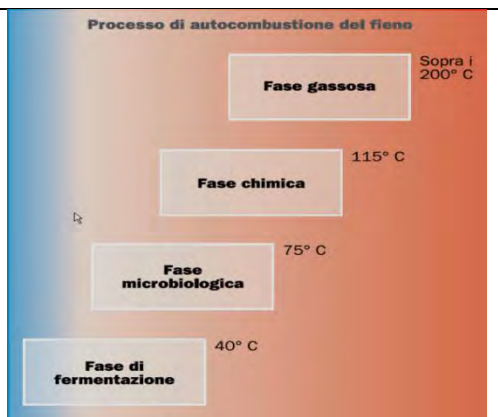 Processo di autocombustione del fieno
Sopra i
200° C
Fase gassosa
115° C
Fase chimica
75° C
Fase
microbiologica
40° C
Fase di
fermentazione